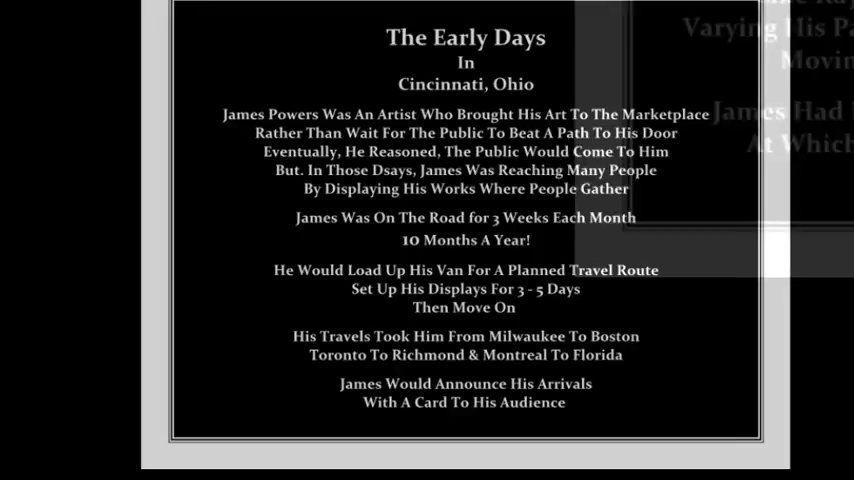 The Early Days
In
Cincinnati, Ohio
James Powers Was An Artist Who Brought His Art To The Marketplace
Rather Than Wait For The Public To Beat A Path To His Door
Eventually, He Reasoned, The Public Would Come To Him
But. In Those Dsays, James Was Reaching Many People
By Displaying His Works Where People Gather
James Was On The Road for 3 Weeks Each Month
10 Months A Year!
He Would Load Up His Van For A Planned Travel Route
Set Up His Displays For 3 - 5 Days
Then Move On
His Travels Took Him From Milwaukee To Boston
Toronto To Richmond & Montreal To Florida
James Would Announce His Arrivals
With A Card To His Audience
Varying His
James Had
At Which